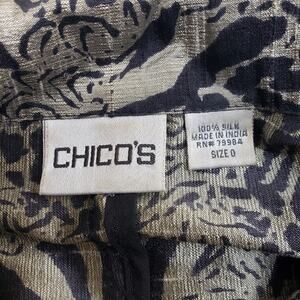 CHICO'S
100% SILK
MADE IN INDIA
RN# 79984
SIZE 0